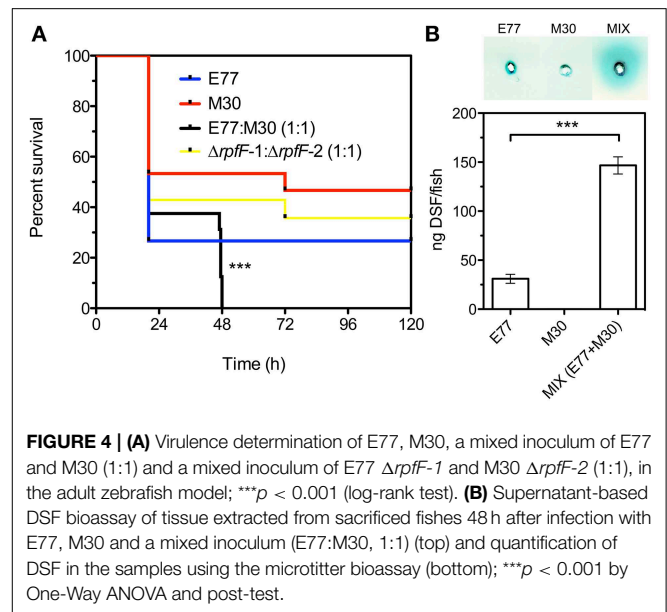 A
100
80
60
40
20
0
Percent survival
0 24 48 72 96 120
Time (h)
E77
M30
E77:M30 (1:1)
ΔrpfF-1:ΔrpfF-2 (1:1)
***
B
E77 M30 MIX
***
200
150
100
50
0
ng DSF/fish
E77
M30
MIX (E77+M30)
FIGURE 4 | (A) Virulence determination of E77, M30, a mixed inoculum of E77
and M30 (1:1) and a mixed inoculum of E77 ΔrpfF-1 and M30 ΔrpfF-2 (1:1), in
the adult zebrafish model; ***p < 0.001 (log-rank test). (B) Supernatant-based
DSF bioassay of tissue extracted from sacrificed fishes 48 h after infection with
E77, M30 and a mixed inoculum (E77:M30, 1:1) (top) and quantification of
DSF in the samples using the microtitter bioassay (bottom); ***p < 0.001 by
One-Way ANOVA and post-test.